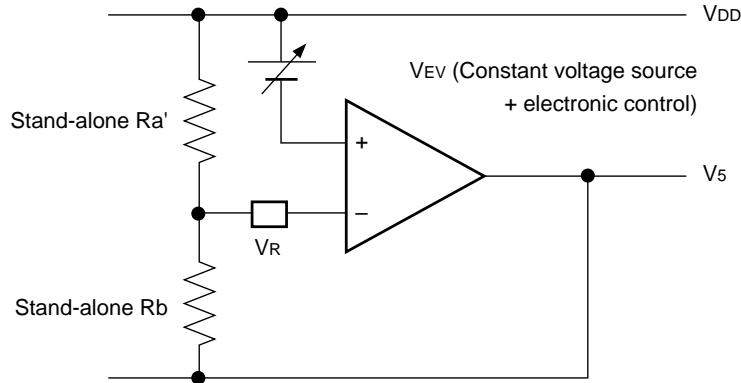 VDD
VEV (Constant voltage source
+ electronic control)
Stand-alone Ra'
+
V5
−
VR
Stand-alone Rb